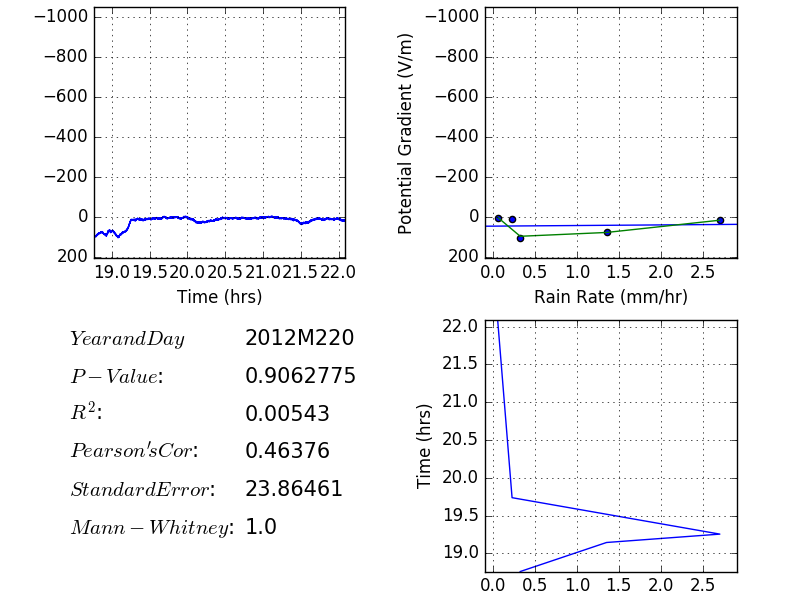 −1000
−800
−600
−400
−200
0
200
19.0 19.5 20.0 20.5 21.0 21.5 22.0
Time (hrs)
Potential Gradient (V/m)
−1000
−800
−600
−400
−200
0
200
0.0 0.5 1.0 1.5 2.0 2.5
Rain Rate (mm/hr)
YearandDay 2012M220
P−Value: 0.9062775
R²: 0.00543
Pearson'sCor: 0.46376
StandardError: 23.86461
Mann−Whitney: 1.0
Time (hrs)
22.0
21.5
21.0
20.5
20.0
19.5
19.0
0.0 0.5 1.0 1.5 2.0 2.5